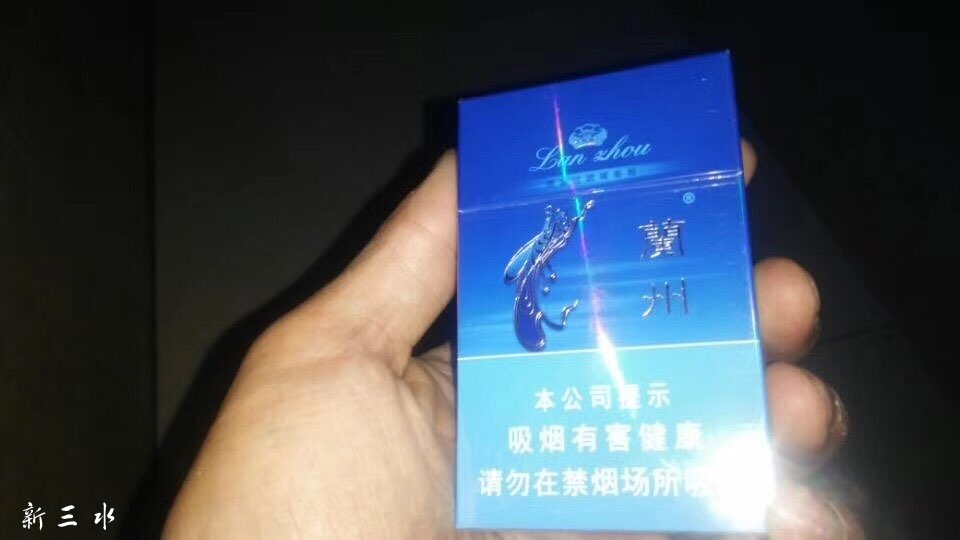 Lan zhou
®
蘭
州
本公司提示
吸烟有害健康
请勿在禁烟场所吸
新三水